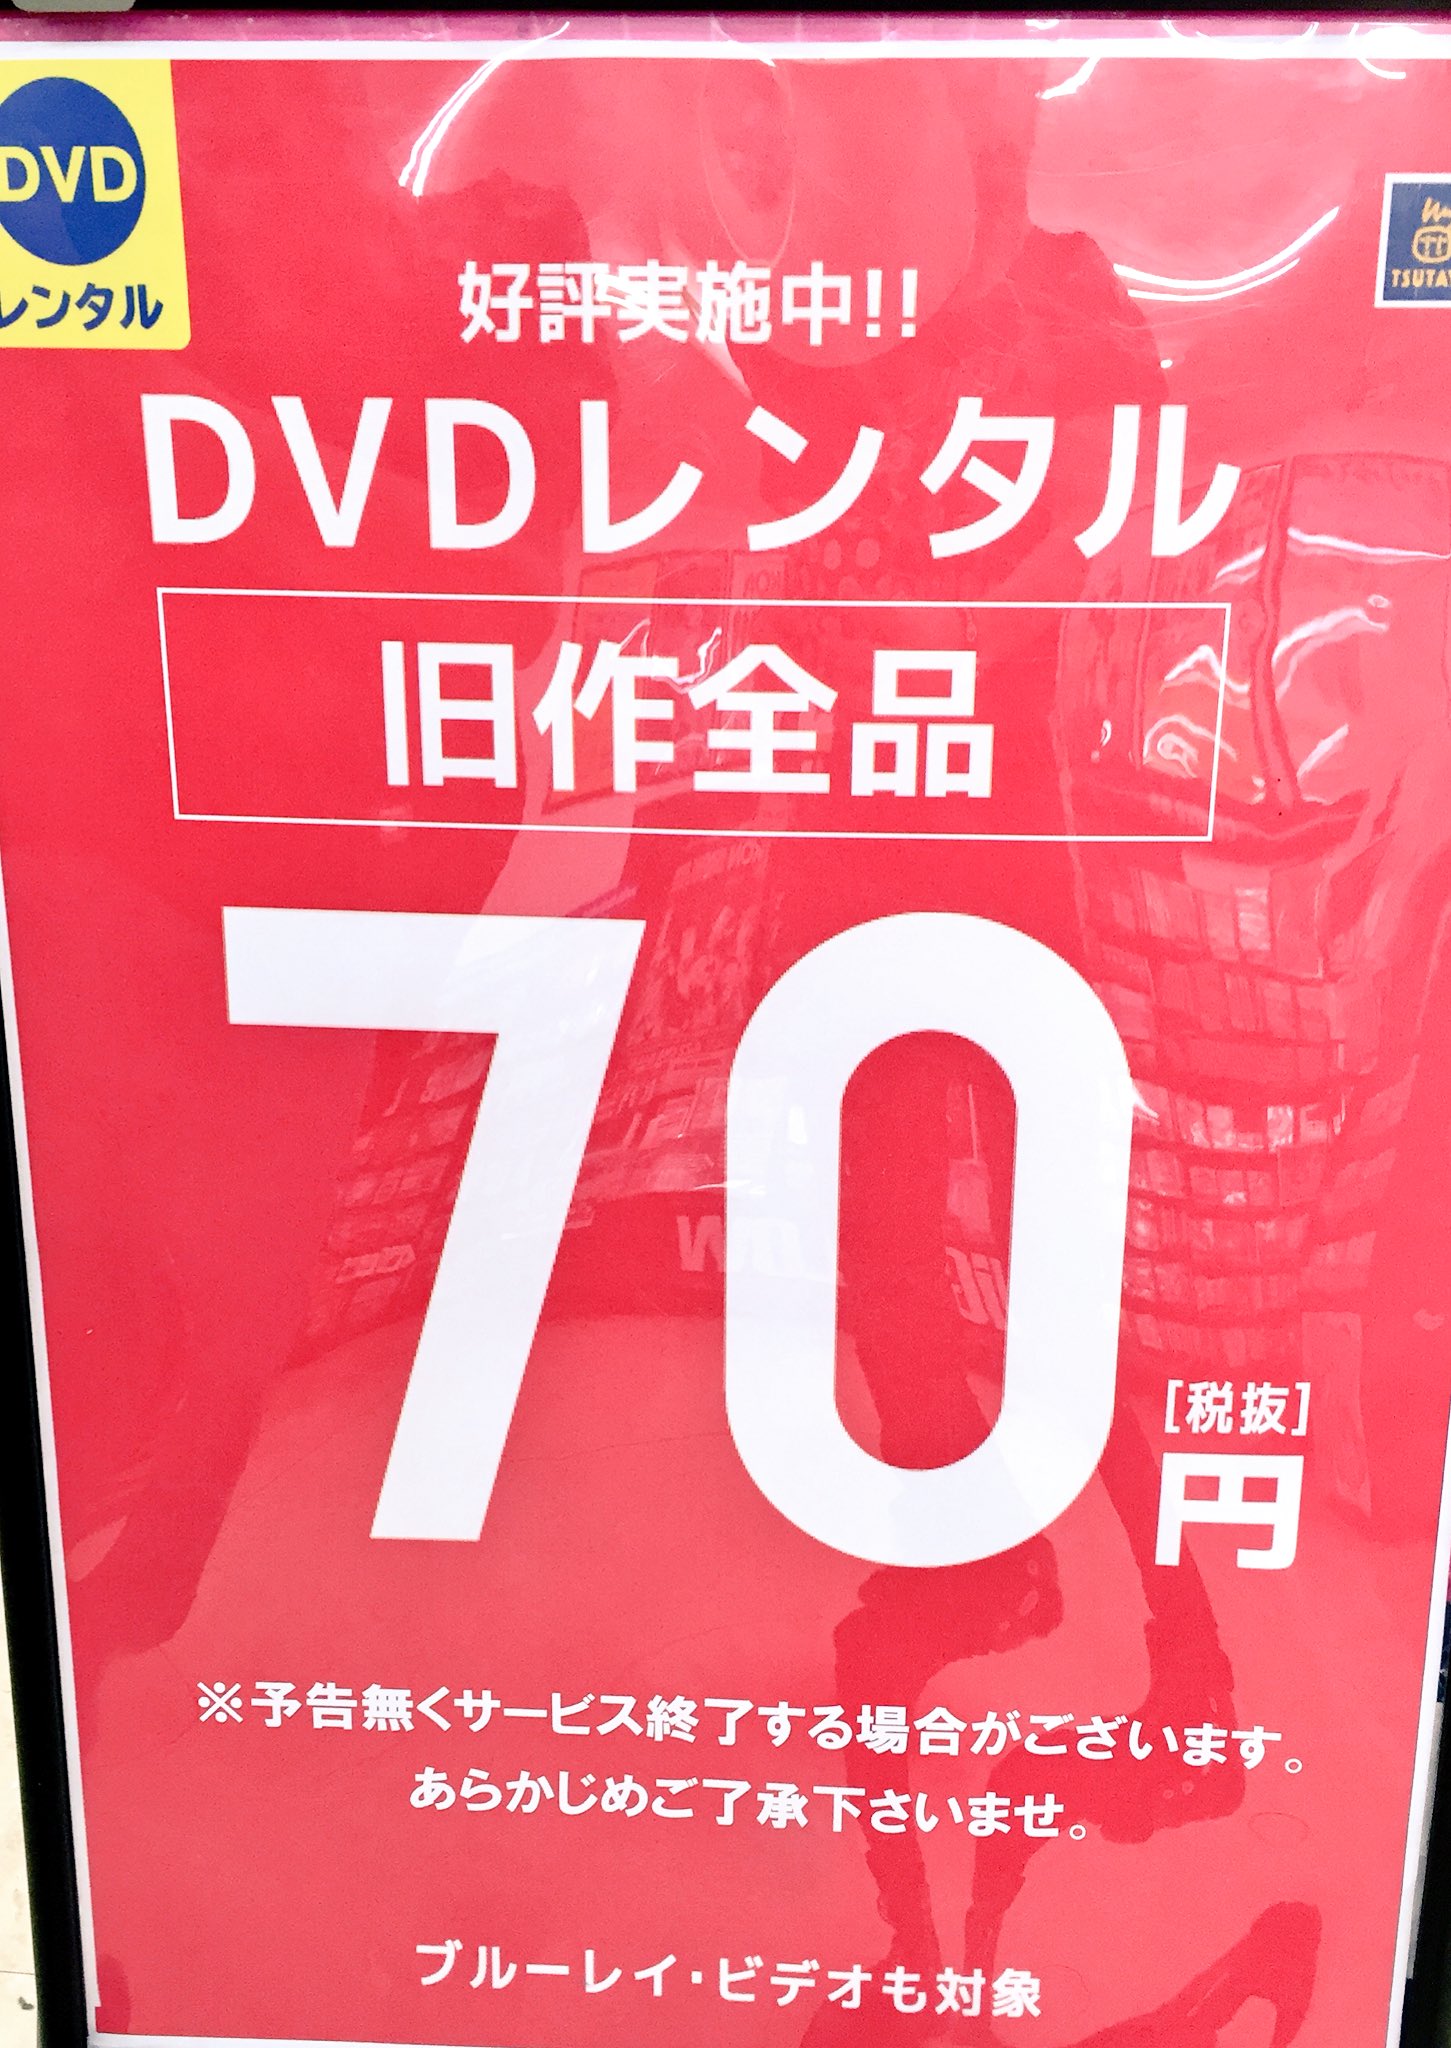 DVD
レンタル
好評実施中!!
DVDレンタル
旧作全品
70
[税抜]
円
※予告無くサービス終了する場合がございます。
あらかじめご了承下さいませ。
ブルーレイ・ビデオも対象